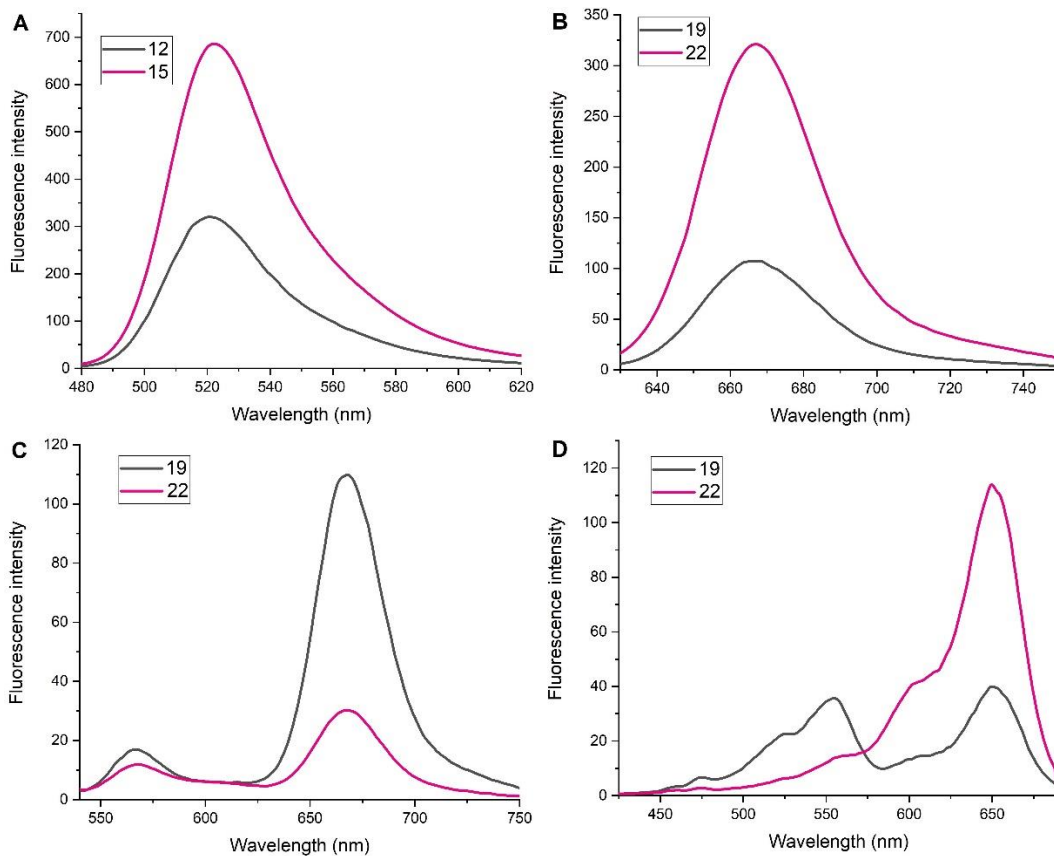 A
12
15
Fluorescence intensity
700
600
500
400
300
200
100
0
480 500 520 540 560 580 600 620
Wavelength (nm)
B
19
22
Fluorescence intensity
350
300
250
200
150
100
50
0
640 660 680 700 720 740
Wavelength (nm)
C
19
22
Fluorescence intensity
120
100
80
60
40
20
0
550 600 650 700 750
Wavelength (nm)
D
19
22
Fluorescence intensity
120
100
80
60
40
20
0
450 500 550 600 650
Wavelength (nm)